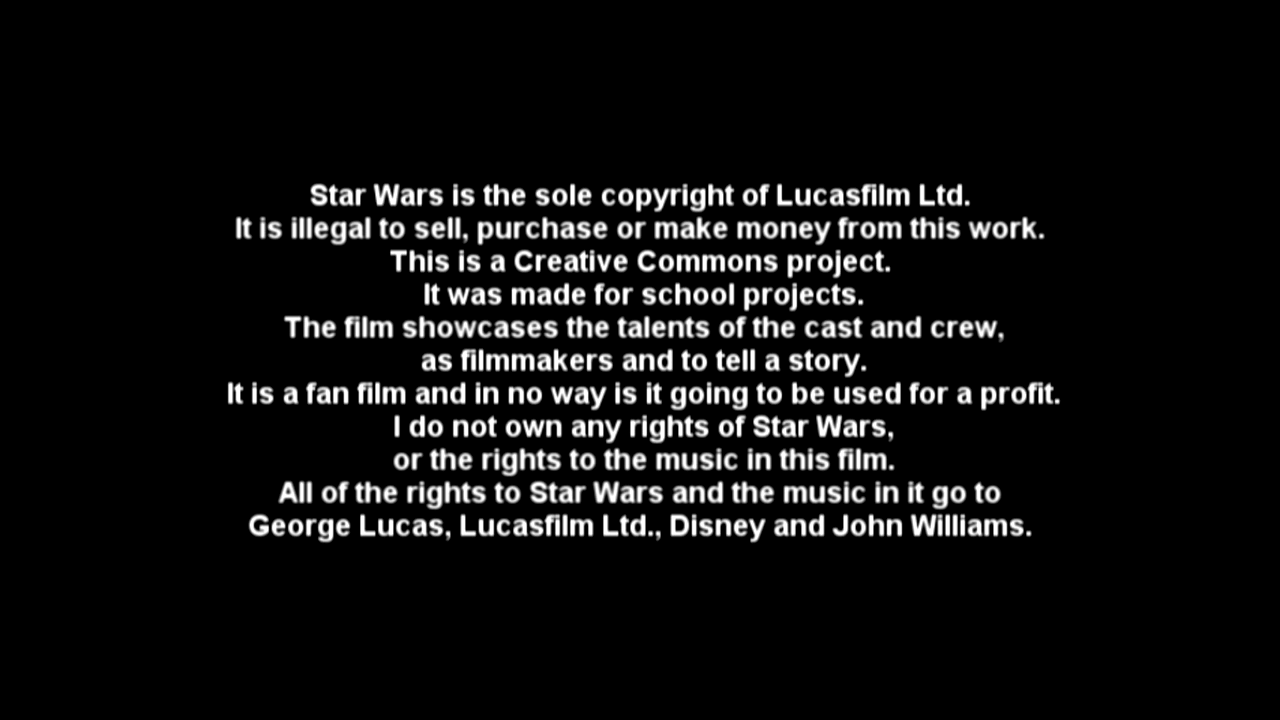 Star Wars is the sole copyright of Lucasfilm Ltd.
It is illegal to sell, purchase or make money from this work.
This is a Creative Commons project.
It was made for school projects.
The film showcases the talents of the cast and crew,
as filmmakers and to tell a story.
It is a fan film and in no way is it going to be used for a profit.
I do not own any rights of Star Wars,
or the rights to the music in this film.
All of the rights to Star Wars and the music in it go to
George Lucas, Lucasfilm Ltd., Disney and John Williams.